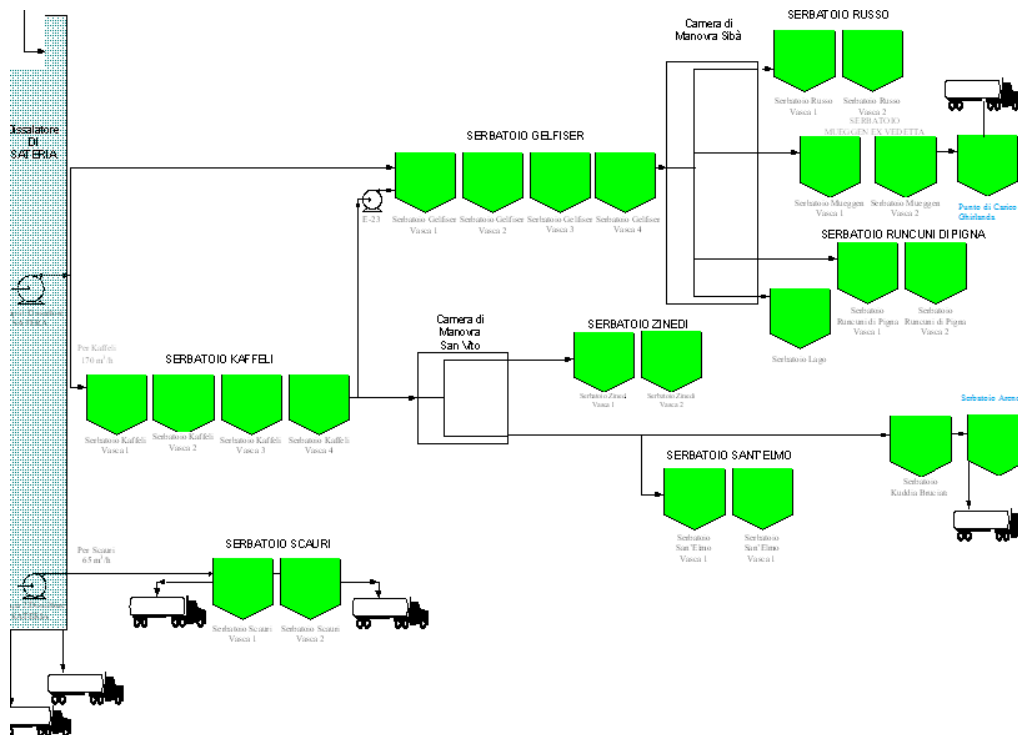 SERBATOIO RUSSO
Camera di
Manovra Sibà
Serbatoio Russo
Vasca 1
Serbatoio Russo
Vasca 2
SERBATOIO
MUEGGEN EX VEDETTA
Dissalatore
DI
SATERIA
SERBATOIO GELFISER
E-23
Serbatoio Gelfiser
Vasca 1
Serbatoio Gelfiser
Vasca 2
Serbatoio Gelfiser
Vasca 3
Serbatoio Gelfiser
Vasca 4
Serbatoio Mueggen
Vasca 1
Serbatoio Mueggen
Vasca 2
Punto di Carico
Ghirlanda
SERBATOIO RUNCUNI DI PIGNA
Serbatoio
Runcuni di Pigna
Vasca 1
Serbatoio
Runcuni di Pigna
Vasca 2
Serbatoio Lago
Camera di
Manovra
San Vito
SERBATOIO ZINEDI
Serbatoio Zinedi
Vasca 1
Serbatoio Zinedi
Vasca 2
Per Kaffeli
170 m³/h
SERBATOIO KAFFELI
Serbatoio Kaffeli
Vasca 1
Serbatoio Kaffeli
Vasca 2
Serbatoio Kaffeli
Vasca 3
Serbatoio Kaffeli
Vasca 4
Serbatoio
Serbatoio
Kuddia Bruciata
SERBATOIO SANT'ELMO
Serbatoio
Sant'Elmo
Vasca 1
Serbatoio
Sant'Elmo
Vasca 1
Per Scauri
65 m³/h
SERBATOIO SCAURI
Serbatoio Scauri
Vasca 1
Serbatoio Scauri
Vasca 2